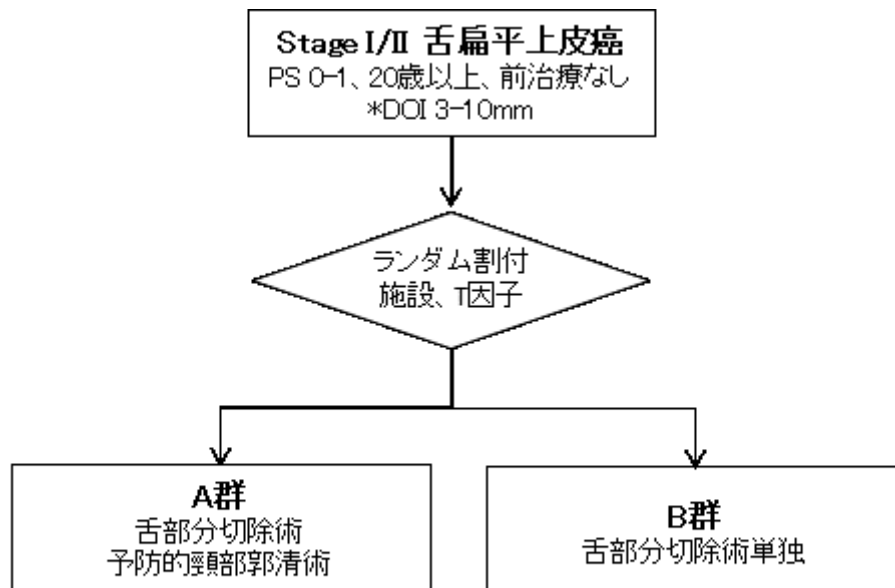 Stage I/II 舌扁平上皮癌
PS 0-1、20歳以上、前治療なし
*DOI 3-10mm
ランダム割付
施設、T因子
A群
舌部分切除術
予防的頸部郭清術
B群
舌部分切除術単独